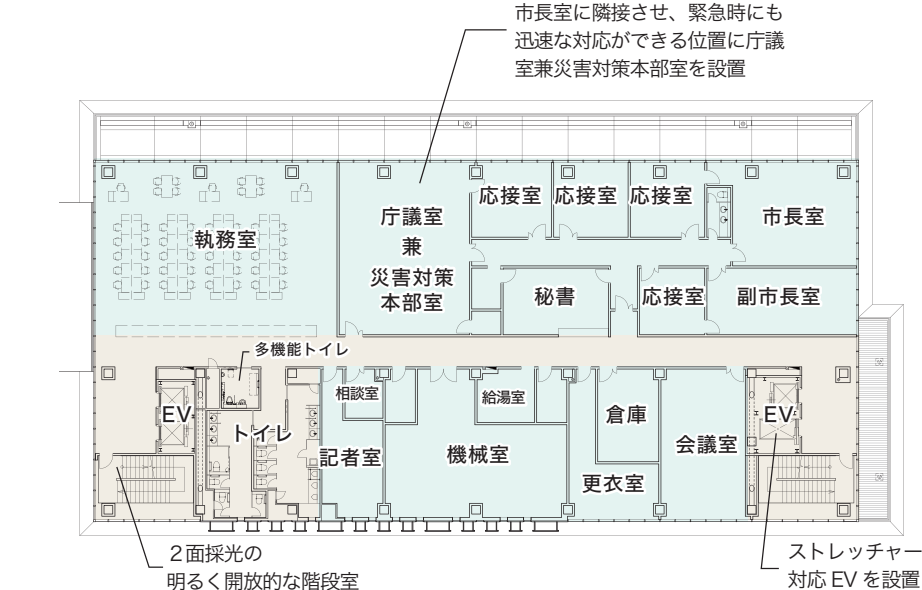 市長室に隣接させ、緊急時にも
迅速な対応ができる位置に庁議
室兼災害対策本部室を設置
執務室
庁議室
兼
災害対策
本部室
応接室
応接室
応接室
市長室
秘書
応接室
副市長室
多機能トイレ
EV
トイレ
相談室
記者室
給湯室
機械室
倉庫
更衣室
会議室
EV
２面採光の
明るく開放的な階段室
ストレッチャー
対応 EV を設置